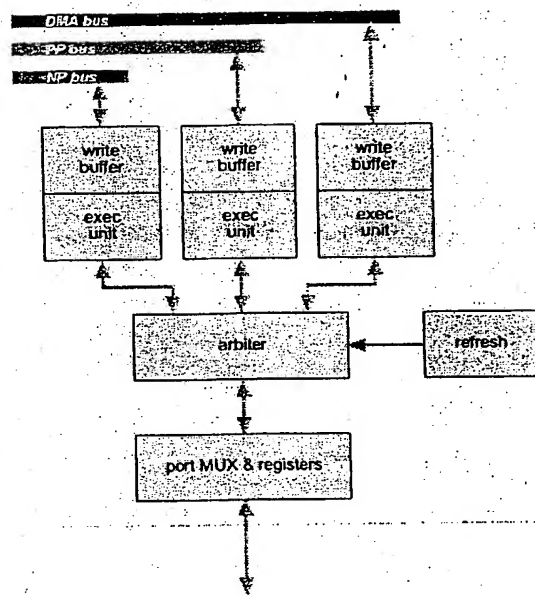 DMA bus
PP bus
NP bus
write
buffer
write
buffer
write
buffer
exec
unit
exec
unit
exec
unit
arbiter
refresh
port MUX & registers